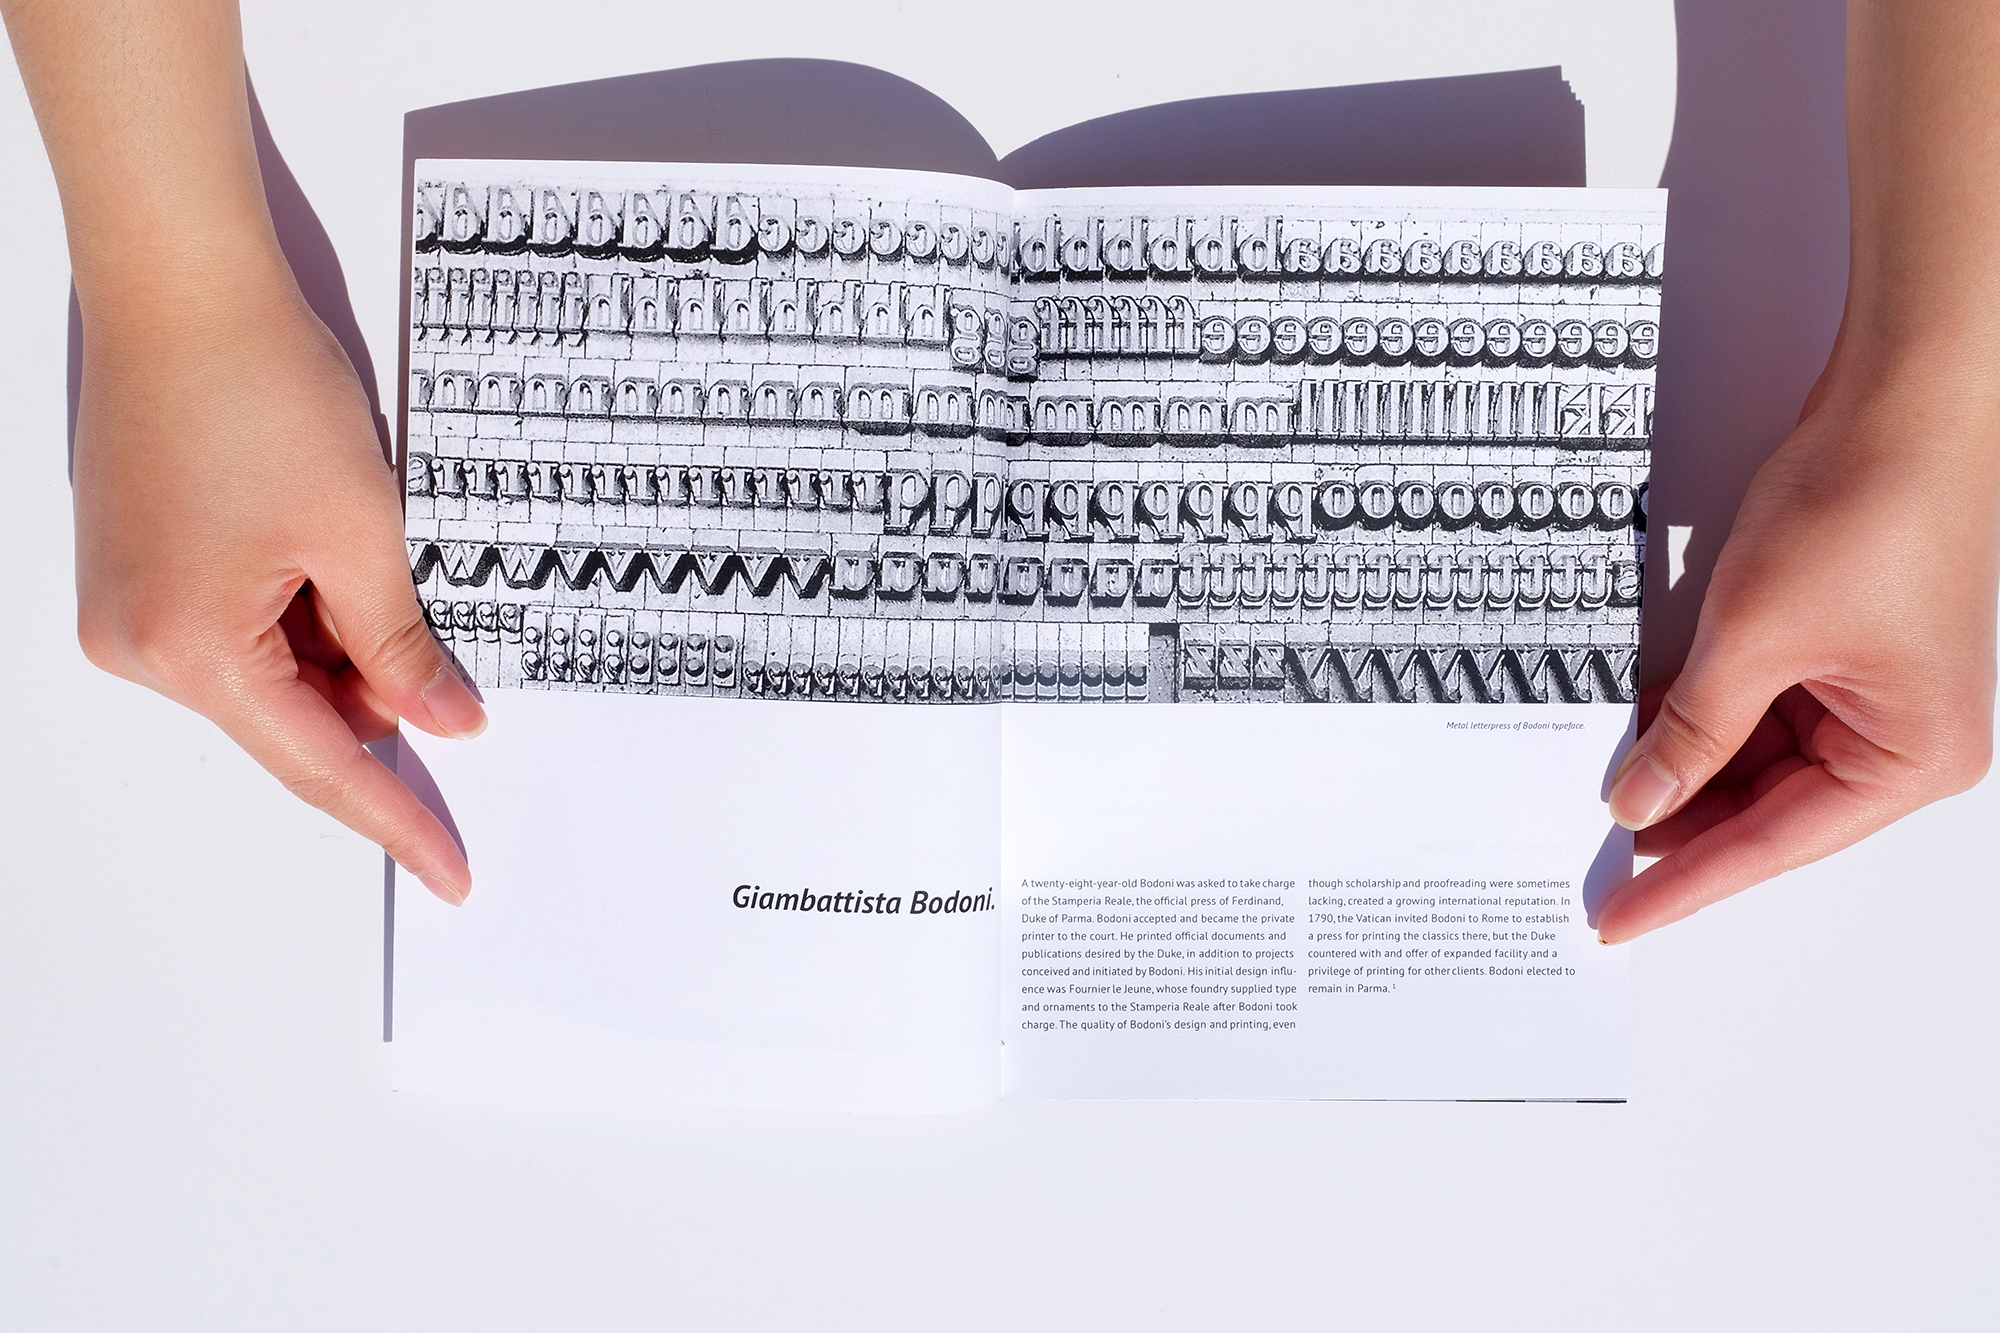 Metal letterpress of Bodoni typeface.
Giambattista Bodoni.
A twenty-eight-year-old Bodoni was asked to take charge
of the Stamperia Reale, the official press of Ferdinand,
Duke of Parma. Bodoni accepted and became the private
printer to the court. He printed official documents and
publications desired by the Duke, in addition to projects
conceived and initiated by Bodoni. His initial design influ-
ence was Fournier le Jeune, whose foundry supplied type
and ornaments to the Stamperia Reale after Bodoni took
charge. The quality of Bodoni's design and printing, even
though scholarship and proofreading were sometimes
lacking, created a growing international reputation. In
1790, the Vatican invited Bodoni to Rome to establish
a press for printing the classics there, but the Duke
countered with and offer of expanded facility and a
privilege of printing for other clients. Bodoni elected to
remain in Parma. 1